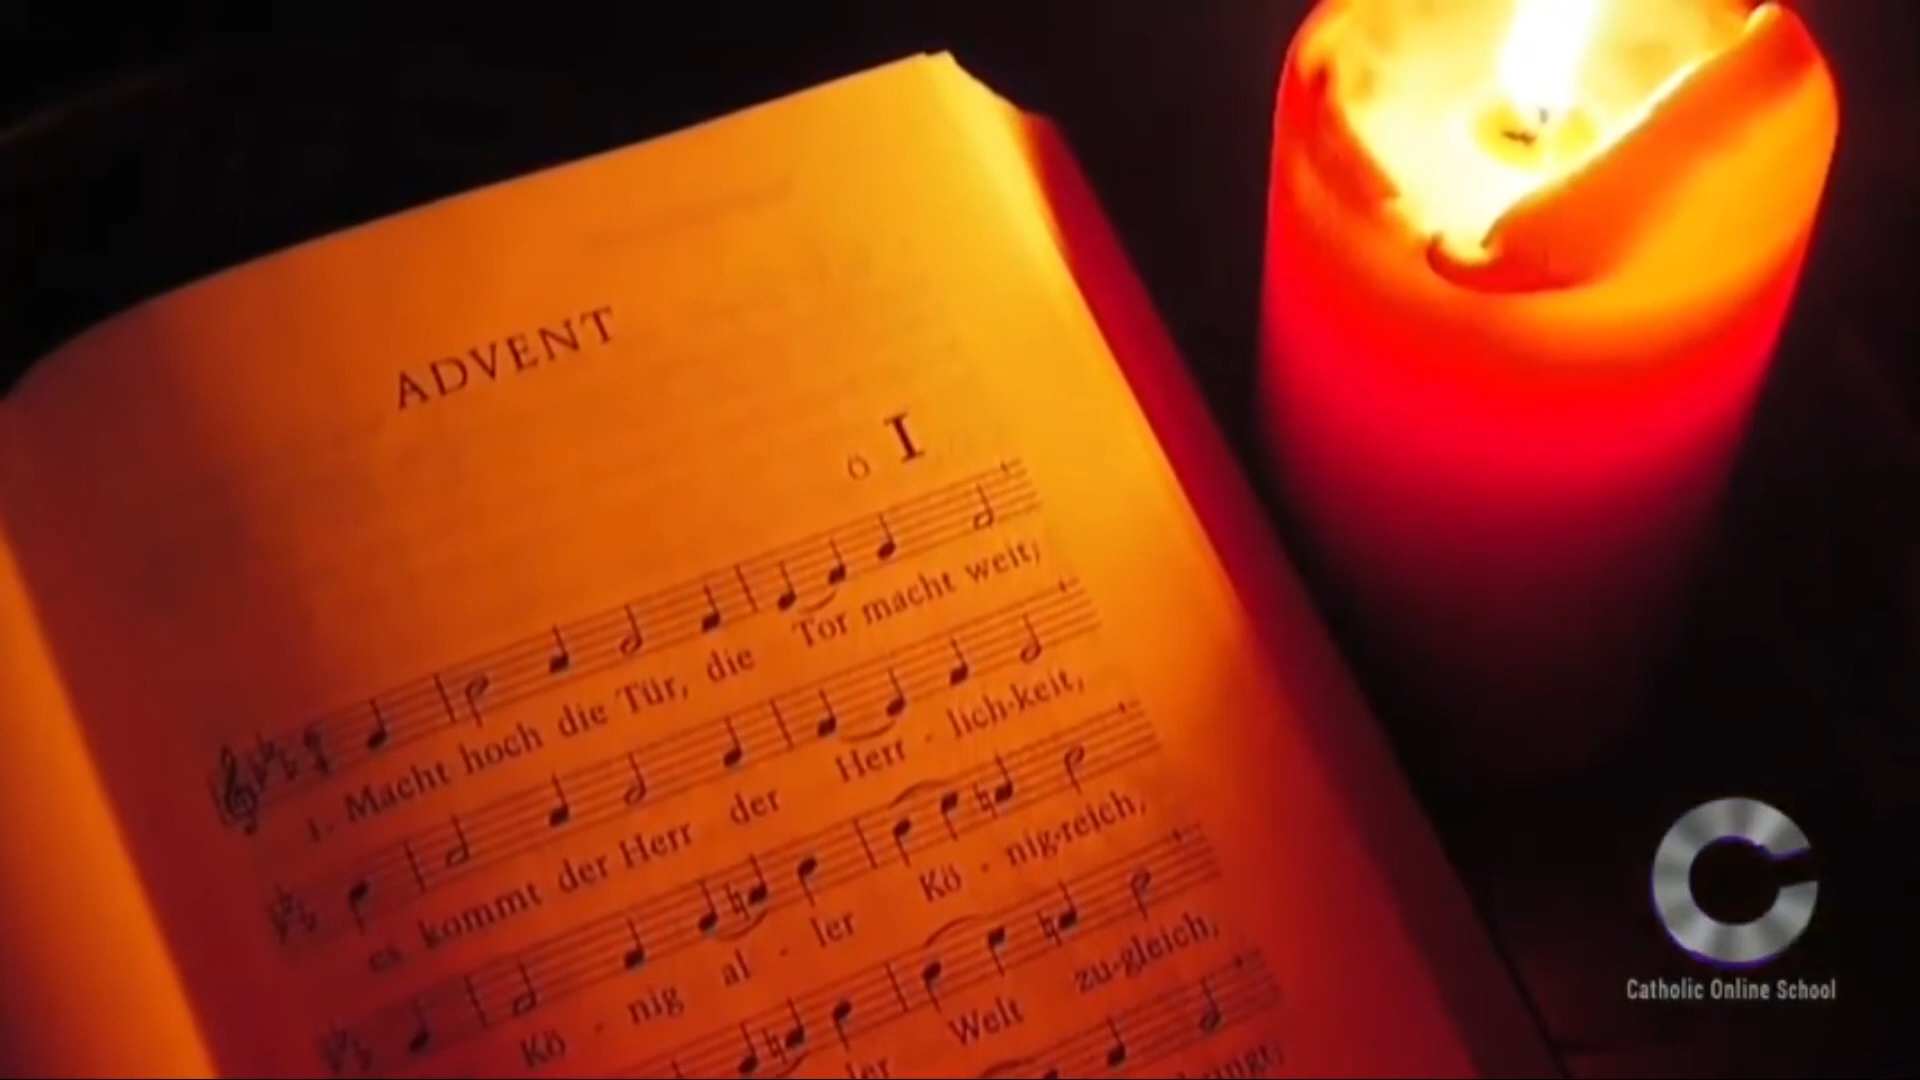 ADVENT
ö 1
1. Macht hoch die Tür, die Tor macht weit;
es kommt der Herr der Herr - lich-keit,
Kö - nig al - ler Kö - nig-reich,
Welt zu-gleich,
Catholic Online School